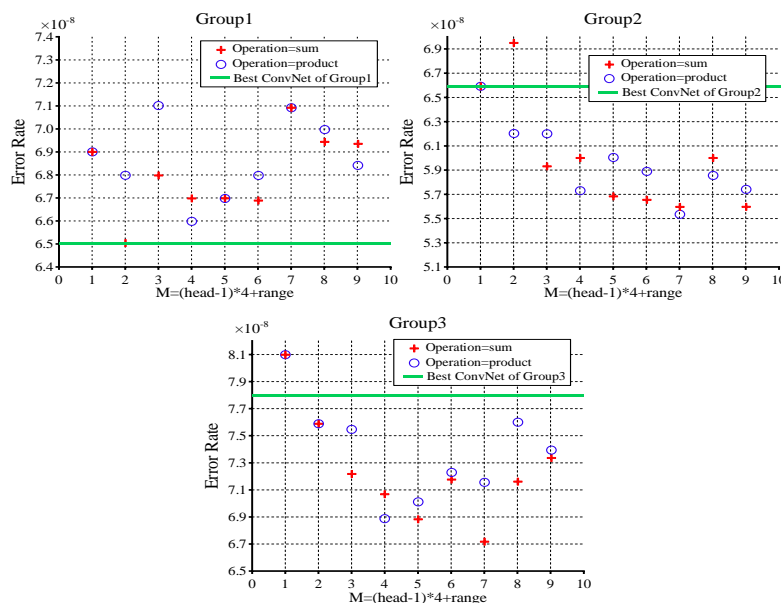 Group1
×10⁻⁸
Operation=sum
Operation=product
Best ConvNet of Group1
Error Rate
7.4
7.3
7.2
7.1
7.0
6.9
6.8
6.7
6.6
6.5
6.4
0 1 2 3 4 5 6 7 8 9 10
M=(head-1)*4+range
Group2
×10⁻⁸
Operation=sum
Operation=product
Best ConvNet of Group2
Error Rate
6.9
6.7
6.5
6.3
6.1
5.9
5.7
5.5
5.3
5.1
0 1 2 3 4 5 6 7 8 9 10
M=(head-1)*4+range
Group3
×10⁻⁸
Operation=sum
Operation=product
Best ConvNet of Group3
Error Rate
8.1
7.9
7.7
7.5
7.3
7.1
6.9
6.7
6.5
0 1 2 3 4 5 6 7 8 9 10
M=(head-1)*4+range